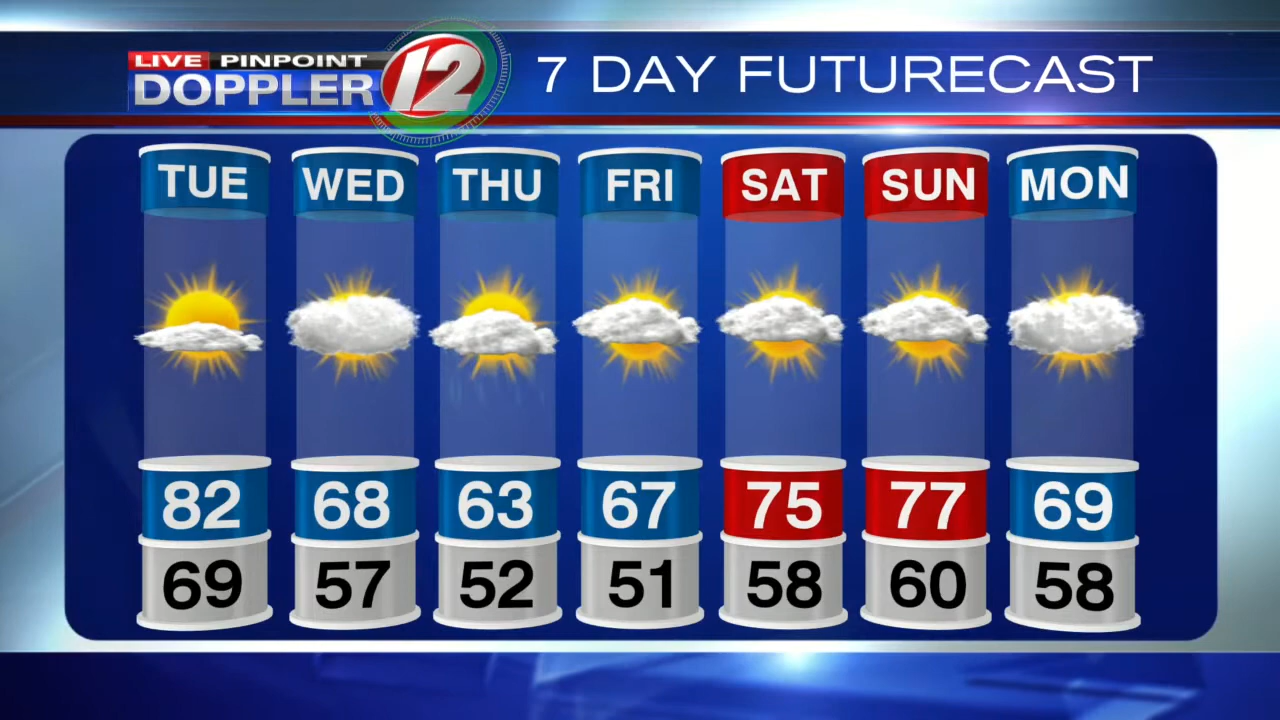 LIVE PINPOINT
DOPPLER 12
7 DAY FUTURECAST
TUE WED THU FRI SAT SUN MON
82 68 63 67 75 77 69
69 57 52 51 58 60 58